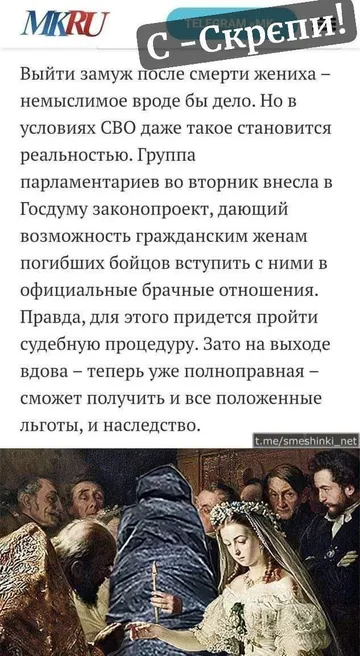 MKRU
TELEGRAM «MK»
С -Скрєпи!
Выйти замуж после смерти жениха –
немыслимое вроде бы дело. Но в
условиях СВО даже такое становится
реальностью. Группа
парламентариев во вторник внесла в
Госдуму законопроект, дающий
возможность гражданским женам
погибших бойцов вступить с ними в
официальные брачные отношения.
Правда, для этого придется пройти
судебную процедуру. Зато на выходе
вдова – теперь уже полноправная –
сможет получить и все положенные
льготы, и наследство.
t.me/smeshinki_net